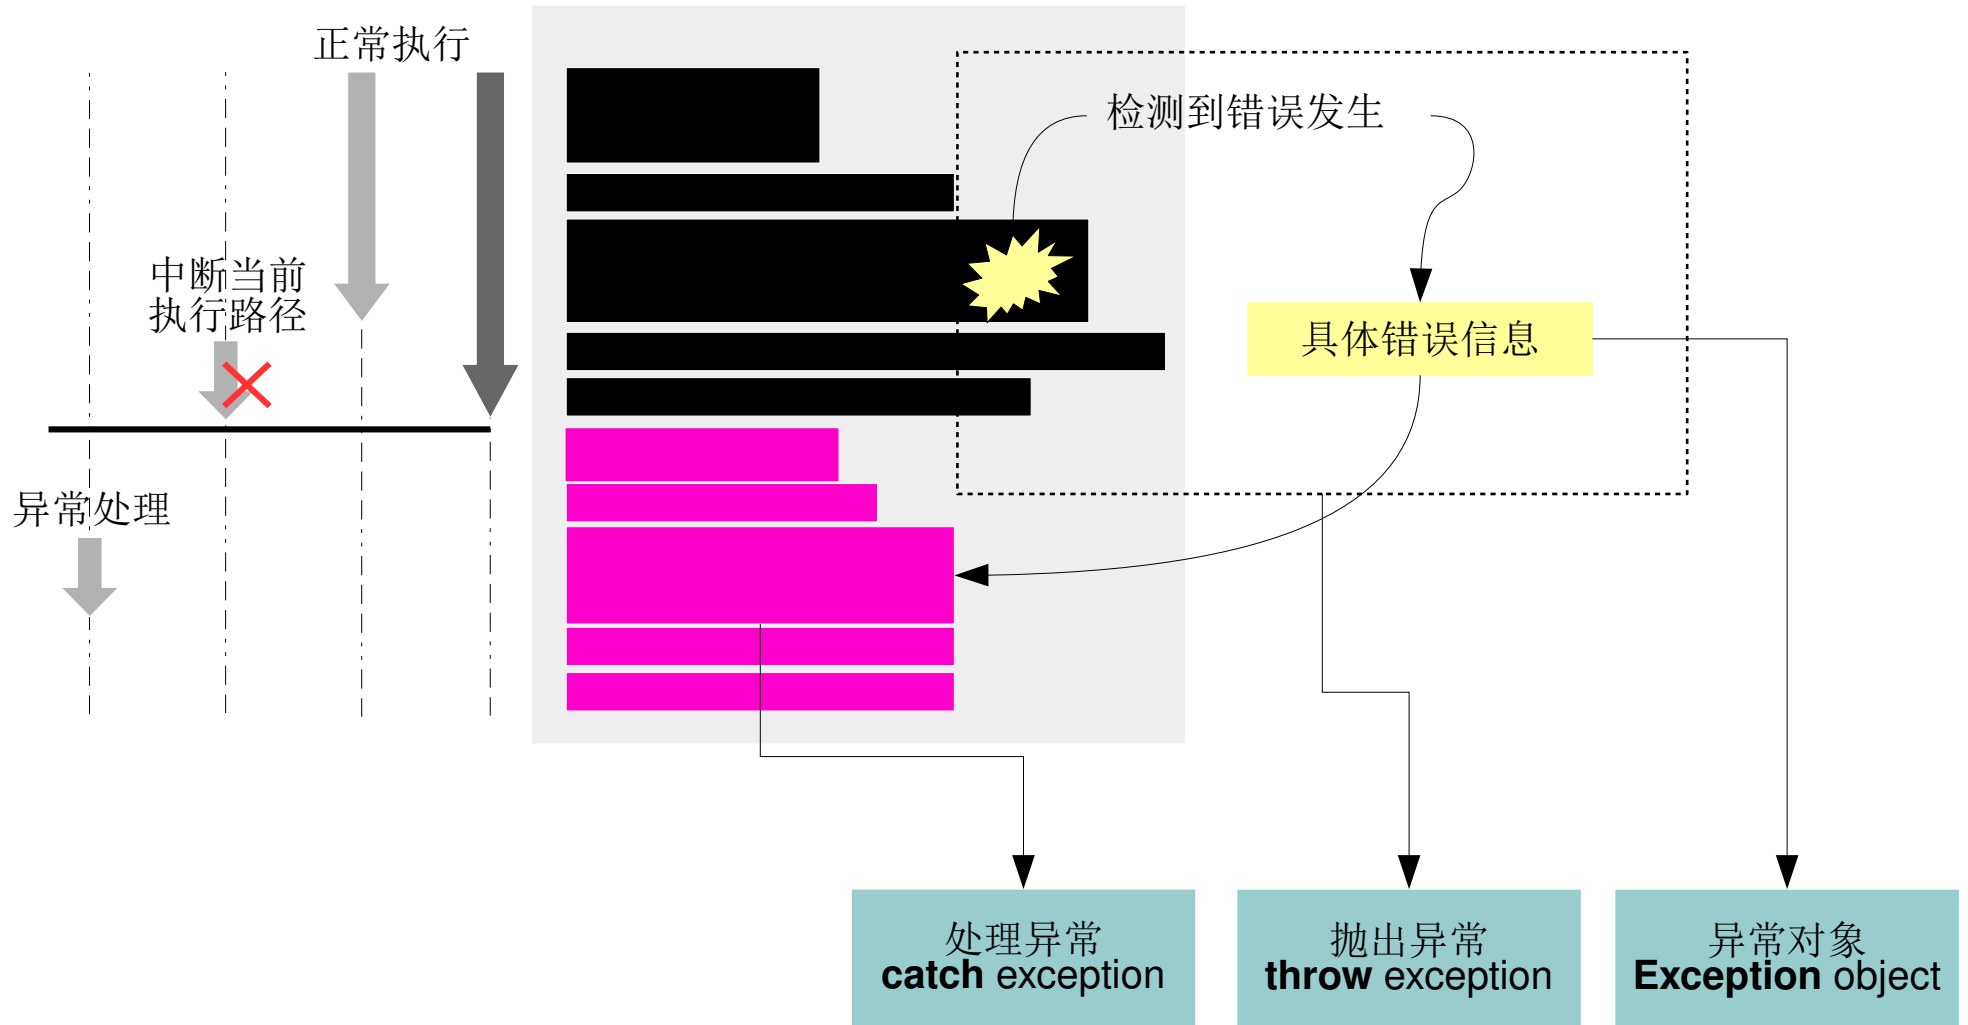 正常执行
检测到错误发生
中断当前
执行路径
具体错误信息
异常处理
处理异常
catch exception
抛出异常
throw exception
异常对象
Exception object